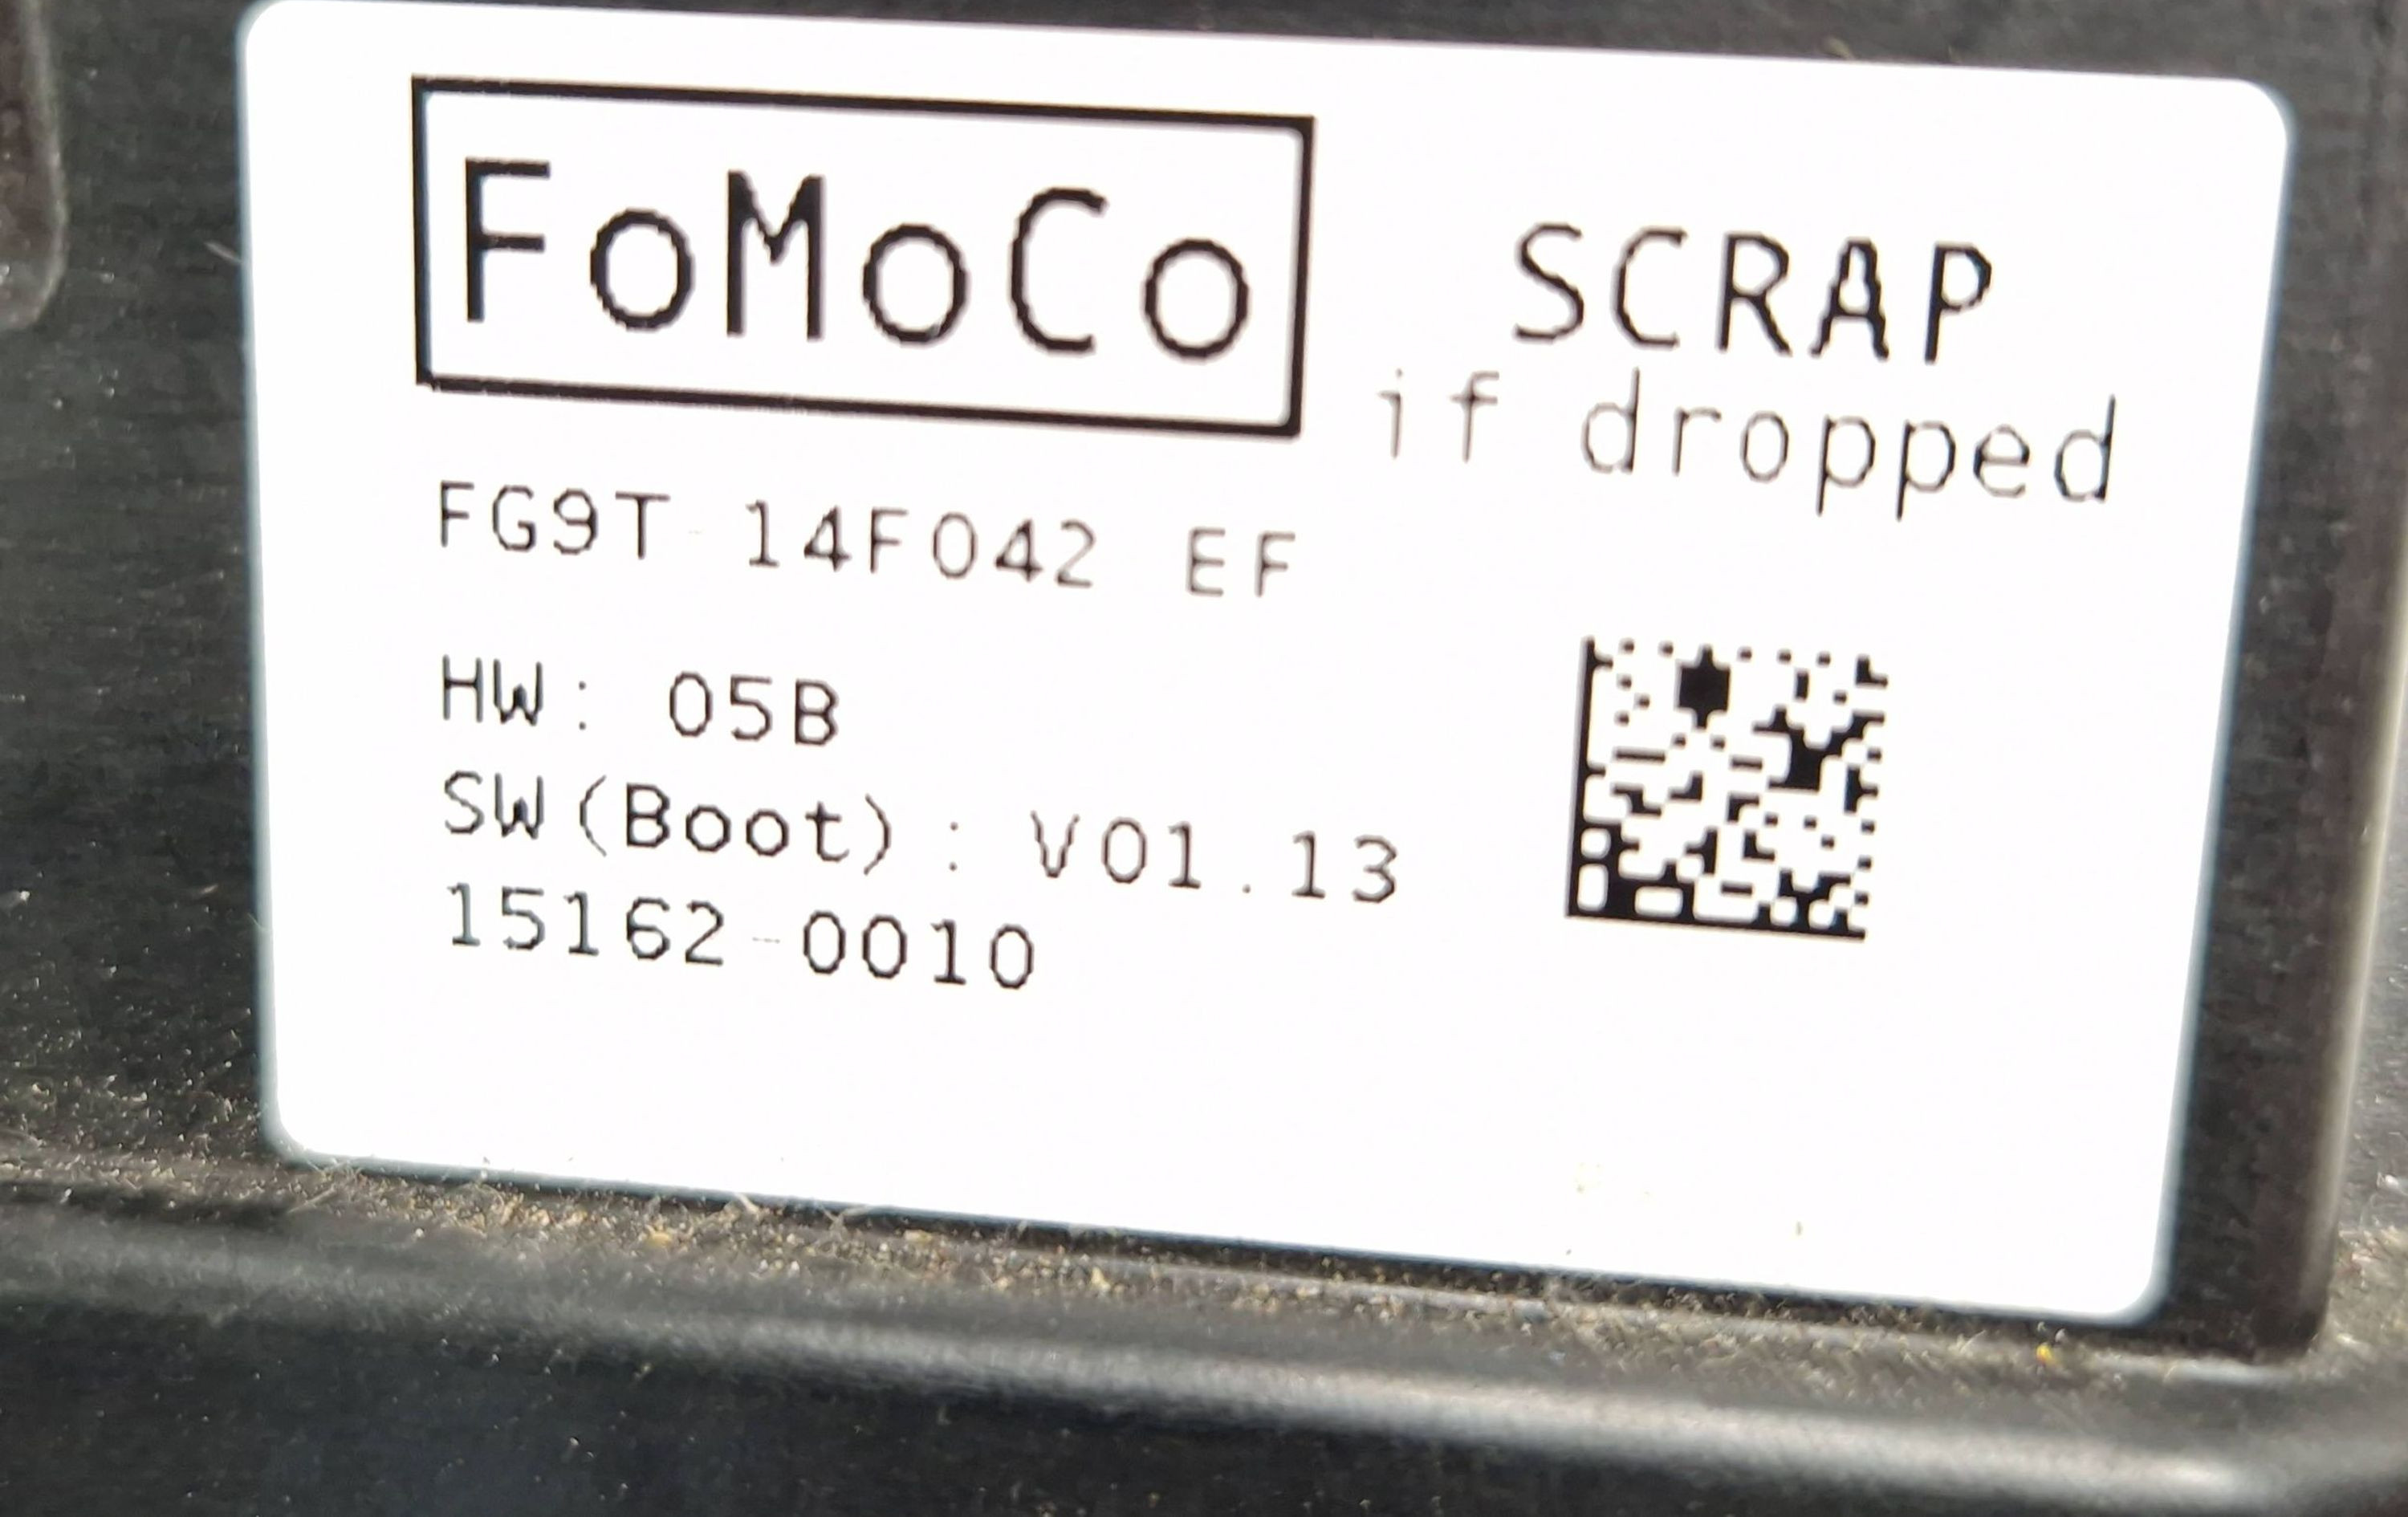 FoMoCo
SCRAP
if dropped
FG9T 14F042 EF
HW: 05B
SW(Boot): V01.13
15162-0010